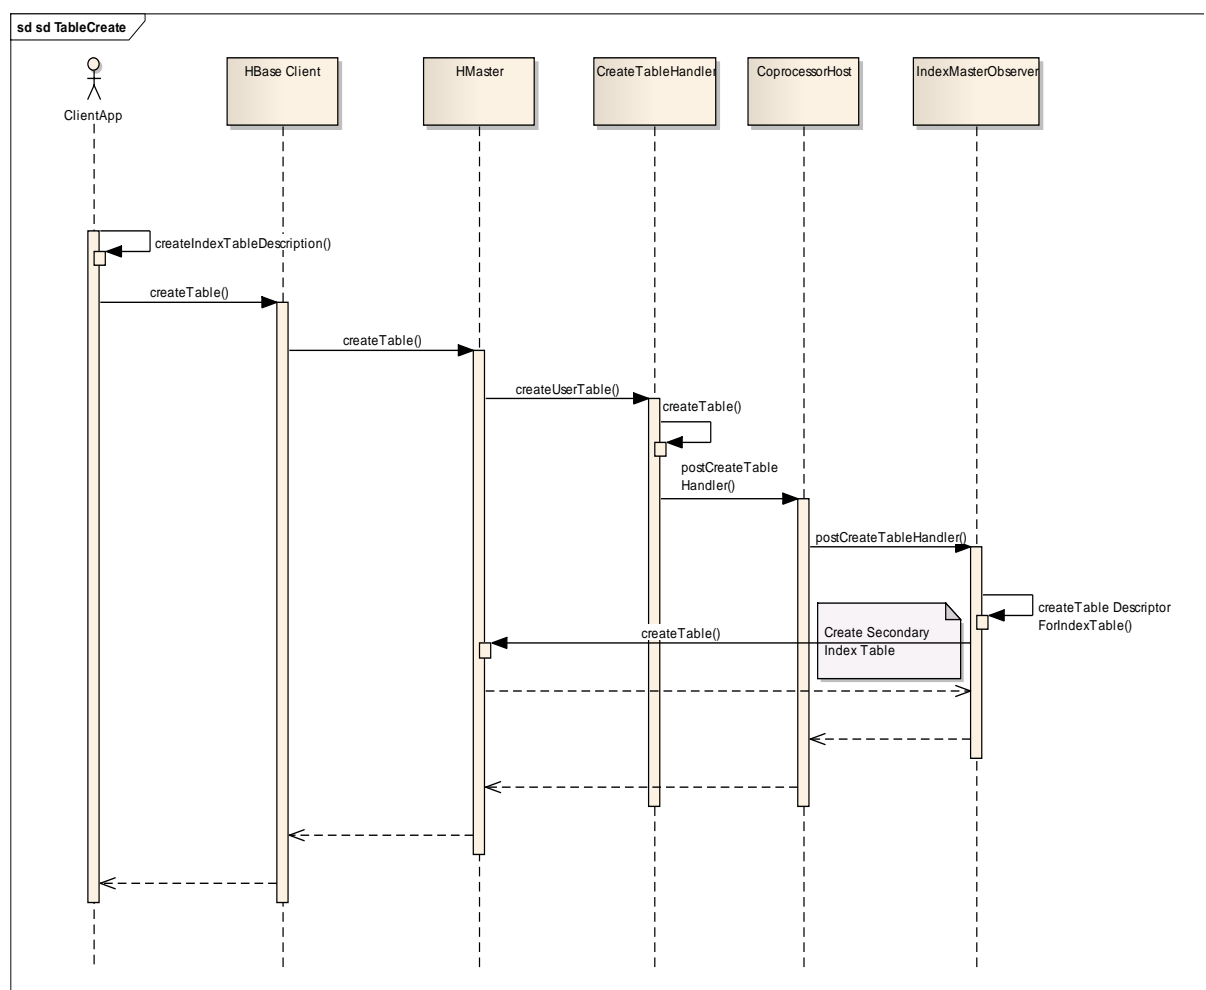 sd sd TableCreate
ClientApp
HBase Client
HMaster
CreateTableHandler
CoprocessorHost
IndexMasterObserver
createIndexTableDescription()
createTable()
createTable()
createUserTable()
createTable()
postCreateTable
Handler()
postCreateTableHandler()
createTable Descriptor
ForIndexTable()
createTable()
Create Secondary
Index Table